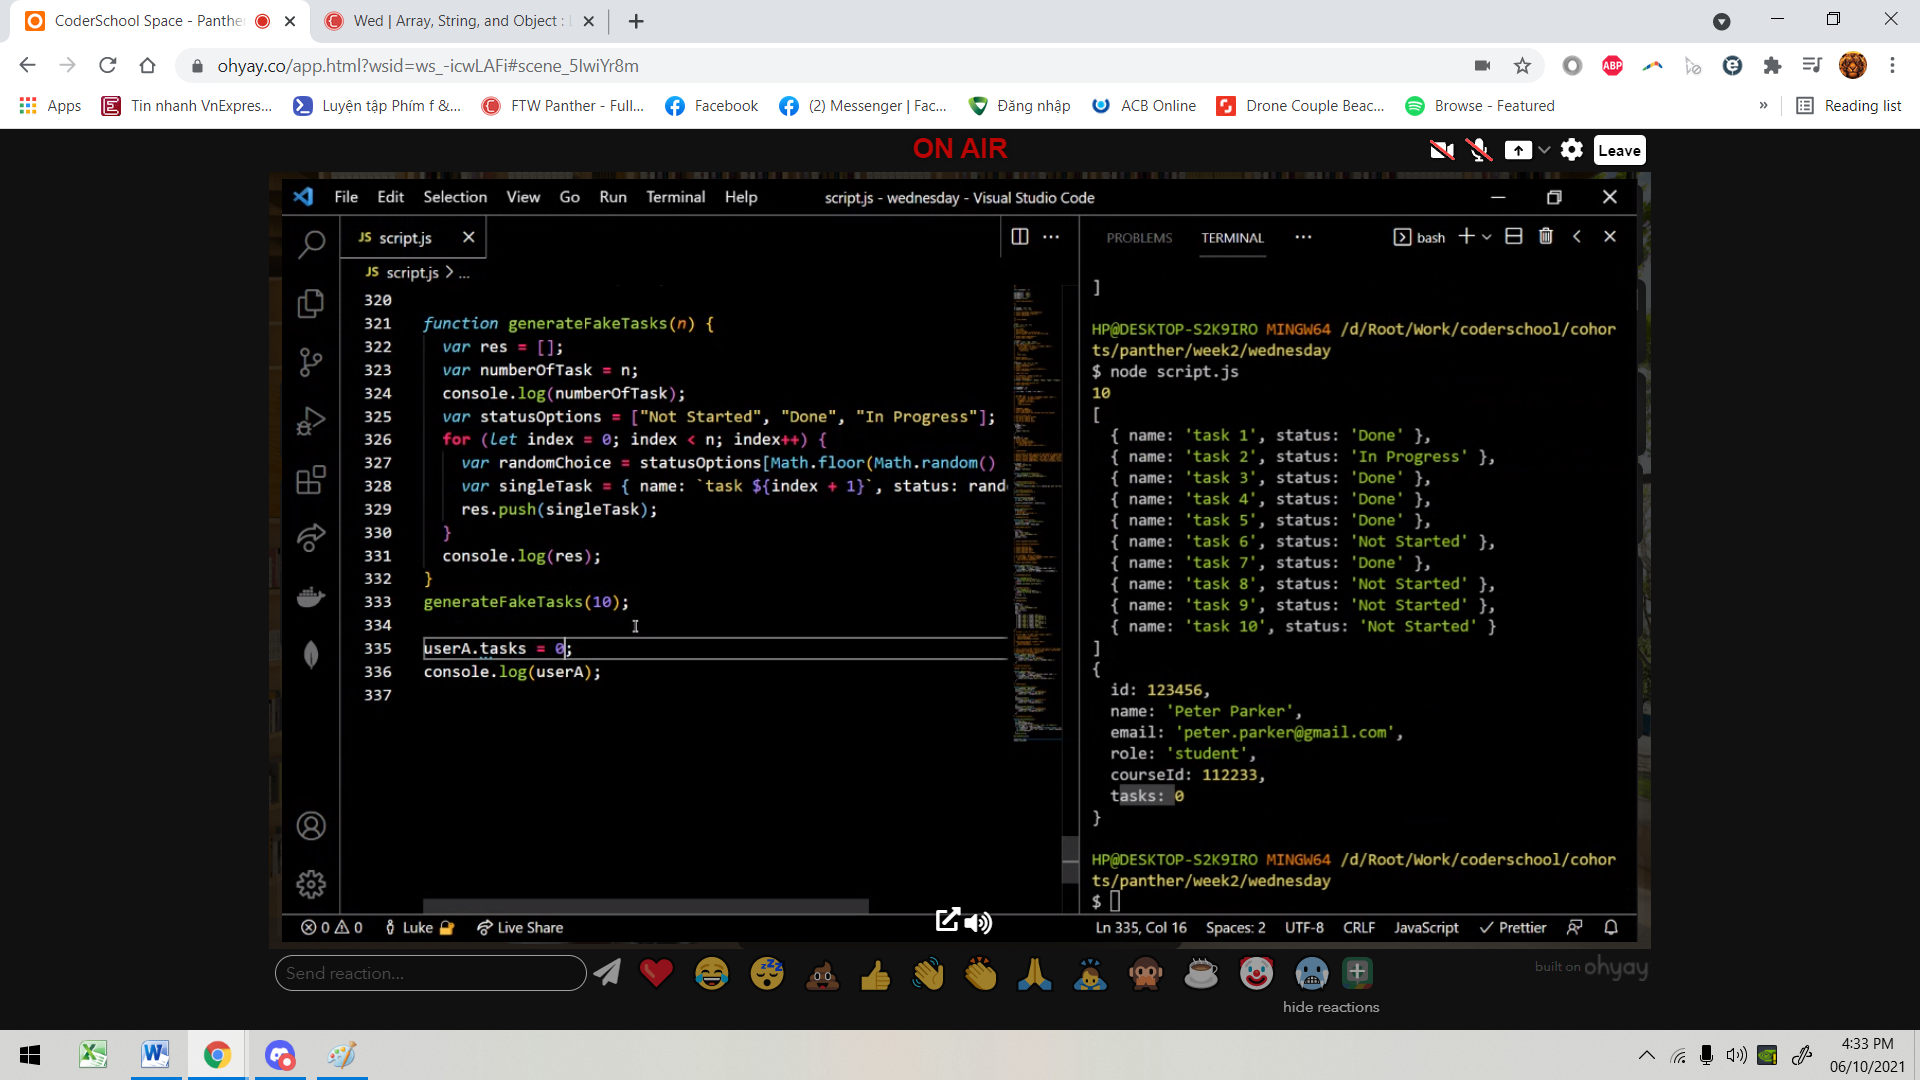 CoderSchool Space - Panthe
Wed | Array, String, and Object :
ohyay.co/app.html?wsid=ws_-icwLAFi#scene_5IwiYr8m
ABP
Apps
Tin nhanh VnExpres...
Luyện tập Phím f &...
FTW Panther - Full...
Facebook
(2) Messenger | Fac...
Đăng nhập
ACB Online
Drone Couple Beac...
Browse - Featured
»
Reading list
ON AIR
Leave
File Edit Selection View Go Run Terminal Help
script.js - wednesday - Visual Studio Code
JS script.js
PROBLEMS TERMINAL ... bash
JS script.js > ...
320
321 function generateFakeTasks(n) {
322 var res = [];
323 var numberOfTask = n;
324 console.log(numberOfTask);
325 var statusOptions = ["Not Started", "Done", "In Progress"];
326 for (let index = 0; index < n; index++) {
327 var randomChoice = statusOptions[Math.floor(Math.random()
328 var singleTask = { name: `task ${index + 1}`, status: rand
329 res.push(singleTask);
330 }
331 console.log(res);
332 }
333 generateFakeTasks(10);
334
335 userA.tasks = 0;
336 console.log(userA);
337
]
HP@DESKTOP-S2K9IRO MINGW64 /d/Root/Work/coderschool/cohor
ts/panther/week2/wednesday
$ node script.js
10
[
{ name: 'task 1', status: 'Done' },
{ name: 'task 2', status: 'In Progress' },
{ name: 'task 3', status: 'Done' },
{ name: 'task 4', status: 'Done' },
{ name: 'task 5', status: 'Done' },
{ name: 'task 6', status: 'Not Started' },
{ name: 'task 7', status: 'Done' },
{ name: 'task 8', status: 'Not Started' },
{ name: 'task 9', status: 'Not Started' },
{ name: 'task 10', status: 'Not Started' }
]
{
id: 123456,
name: 'Peter Parker',
email: 'peter.parker@gmail.com',
role: 'student',
courseId: 112233,
tasks: 0
}
HP@DESKTOP-S2K9IRO MINGW64 /d/Root/Work/coderschool/cohor
ts/panther/week2/wednesday
$
0 0 Luke Live Share
Ln 335, Col 16 Spaces: 2 UTF-8 CRLF JavaScript Prettier
Send reaction...
hide reactions
built on ohyay
4:33 PM
06/10/2021